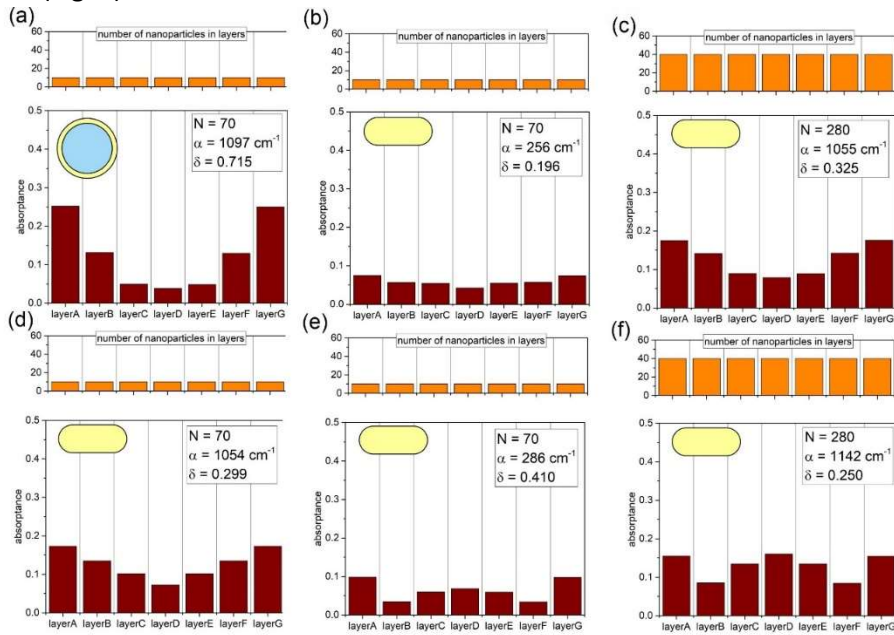 (a)
number of nanoparticles in layers
60
40
20
0
0.5
0.4
0.3
0.2
0.1
0.0
absorptance
N = 70
α = 1097 cm⁻¹
δ = 0.715
layerA layerB layerC layerD layerE layerF layerG
(b)
number of nanoparticles in layers
60
40
20
0
0.5
0.4
0.3
0.2
0.1
0.0
absorptance
N = 70
α = 256 cm⁻¹
δ = 0.196
layerA layerB layerC layerD layerE layerF layerG
(c)
number of nanoparticles in layers
60
40
20
0
0.5
0.4
0.3
0.2
0.1
0.0
absorptance
N = 280
α = 1055 cm⁻¹
δ = 0.325
layerA layerB layerC layerD layerE layerF layerG
(d)
number of nanoparticles in layers
60
40
20
0
0.5
0.4
0.3
0.2
0.1
0.0
absorptance
N = 70
α = 1054 cm⁻¹
δ = 0.299
layerA layerB layerC layerD layerE layerF layerG
(e)
number of nanoparticles in layers
60
40
20
0
0.5
0.4
0.3
0.2
0.1
0.0
absorptance
N = 70
α = 286 cm⁻¹
δ = 0.410
layerA layerB layerC layerD layerE layerF layerG
(f)
number of nanoparticles in layers
60
40
20
0
0.5
0.4
0.3
0.2
0.1
0.0
absorptance
N = 280
α = 1142 cm⁻¹
δ = 0.250
layerA layerB layerC layerD layerE layerF layerG